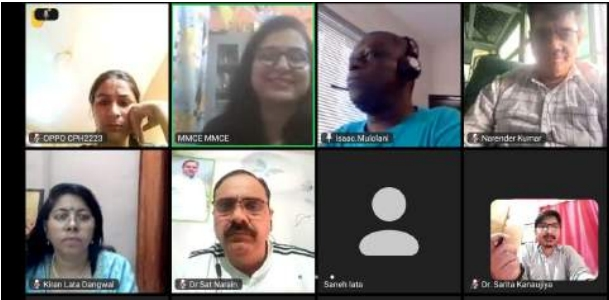 OPPO CPH2223
MMCE MMCE
Isaac Mulolani
Narender Kumar
Kiran Lata Dangwal
Dr Sat Narain
Saneh lata
Dr. Sarita Kanaujiya